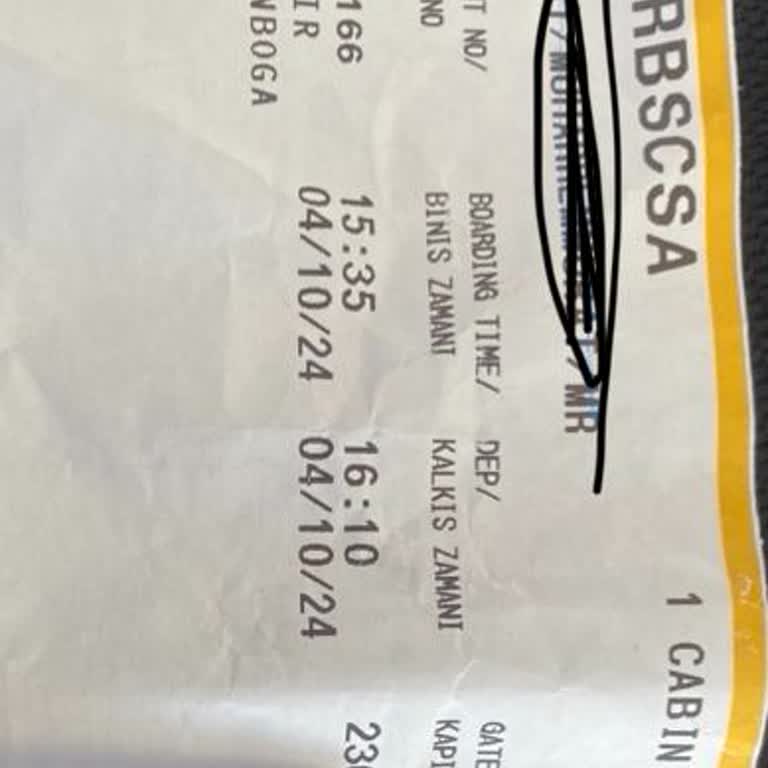 RBSCSA 1 CABIN
/MR
T NO/ BOARDING TIME/ DEP/ GATE
NO BINIS ZAMANI KALKIS ZAMANI KAPI
166 15:35 16:10 23
IR 04/10/24 04/10/24
NBOGA